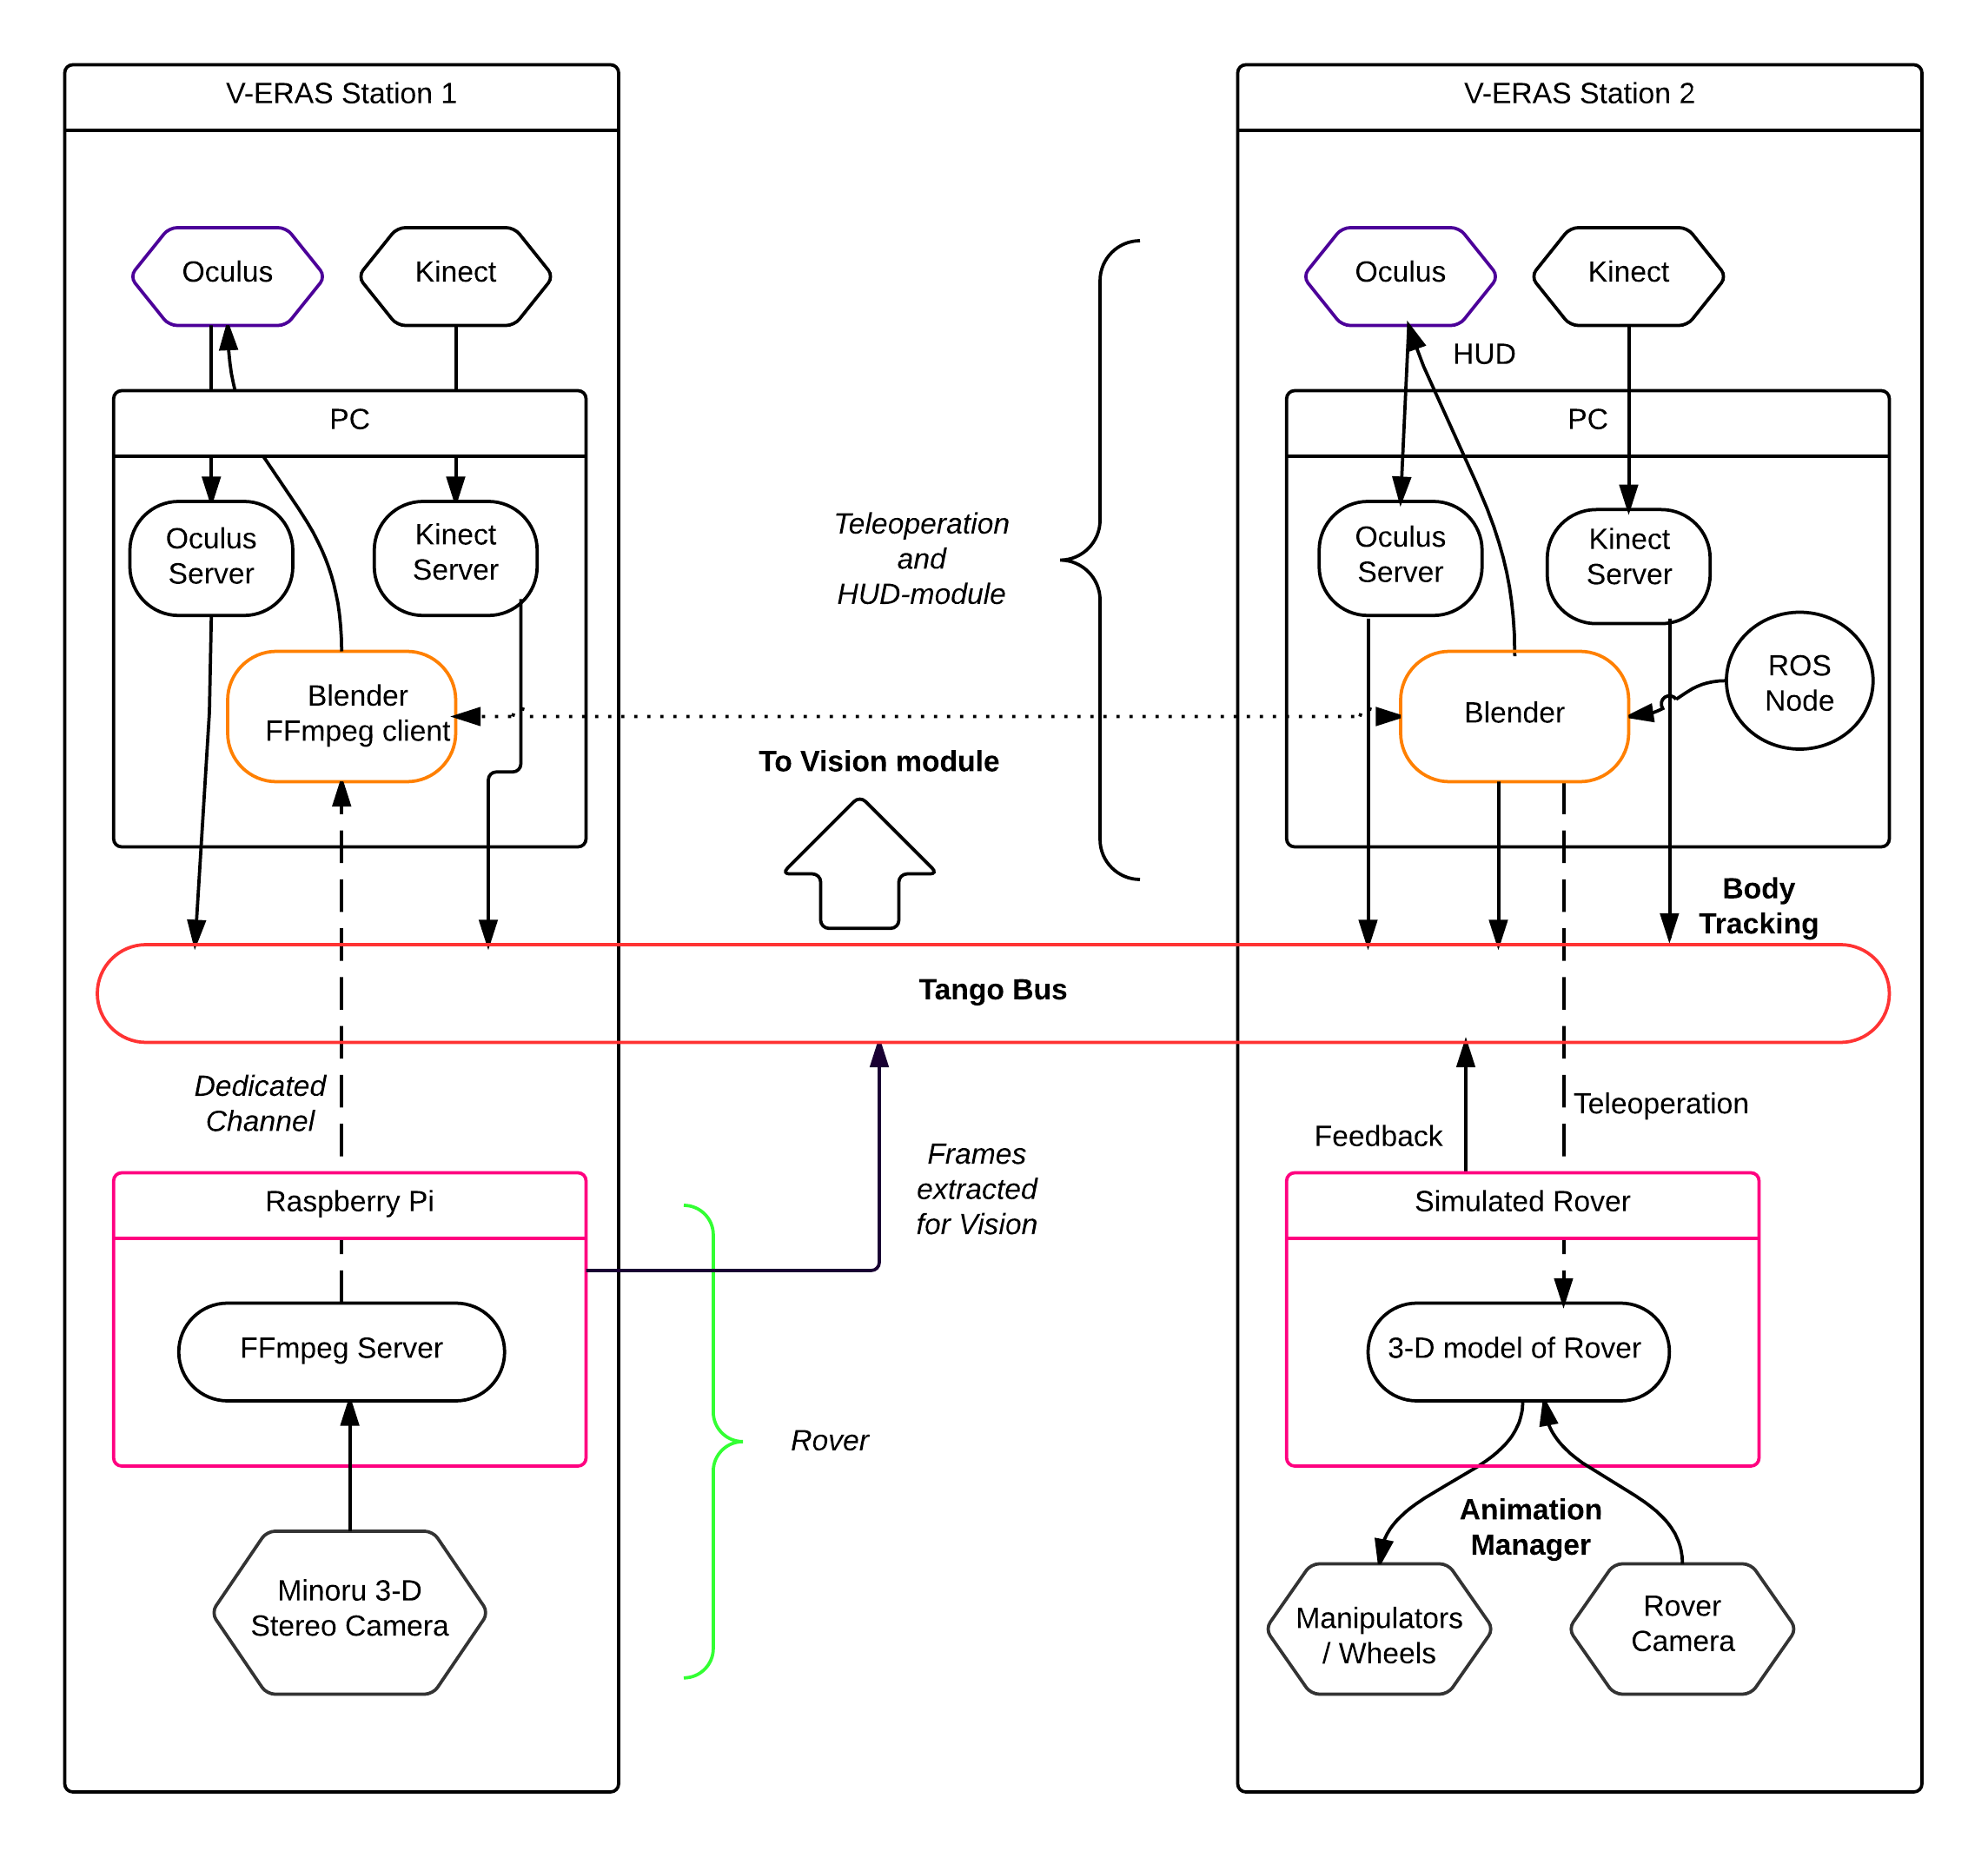 V-ERAS Station 1
V-ERAS Station 2
Oculus
Kinect
Oculus
Kinect
HUD
PC
PC
Oculus
Server
Kinect
Server
Teleoperation
and
HUD-module
Oculus
Server
Kinect
Server
Blender
FFmpeg client
Blender
ROS
Node
To Vision module
Body
Tracking
Tango Bus
Dedicated
Channel
Frames
extracted
for Vision
Feedback
Teleoperation
Raspberry Pi
Simulated Rover
FFmpeg Server
3-D model of Rover
Rover
Animation
Manager
Minoru 3-D
Stereo Camera
Manipulators
/ Wheels
Rover
Camera